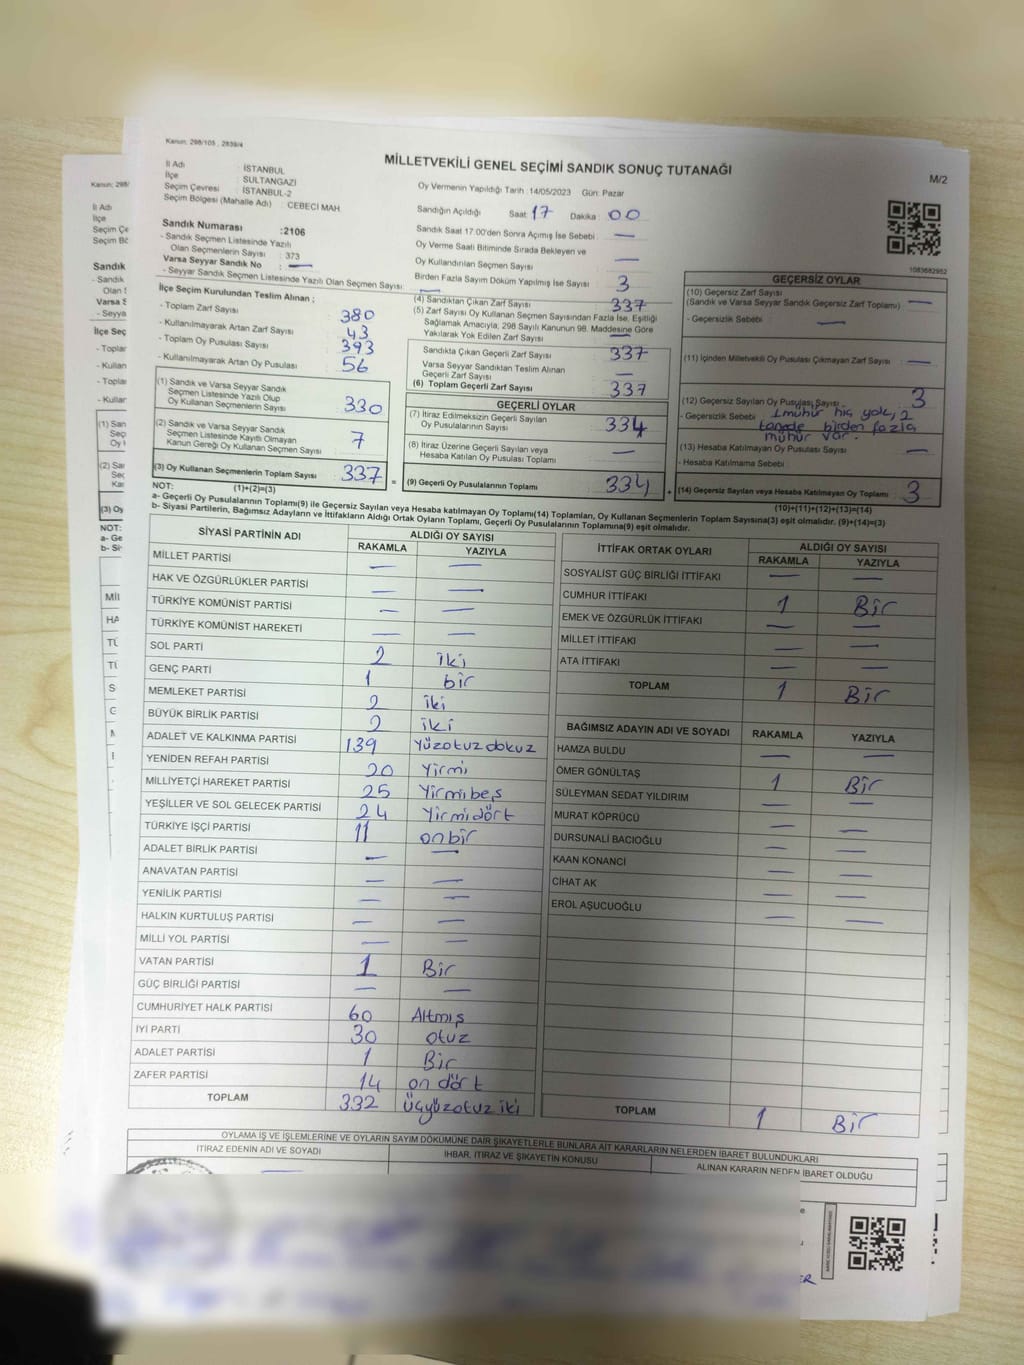 Kanun: 298/105 , 2839/4
MİLLETVEKİLİ GENEL SEÇİMİ SANDIK SONUÇ TUTANAĞI
M/2
İl Adı : İSTANBUL
İlçe : SULTANGAZİ
Seçim Çevresi : İSTANBUL-2
Seçim Bölgesi (Mahalle Adı) : CEBECİ MAH.
Sandık Numarası :2106
- Sandık Seçmen Listesinde Yazılı
Olan Seçmenlerin Sayısı : 373
Varsa Seyyar Sandık No : —
- Seyyar Sandık Seçmen Listesinde Yazılı Olan Seçmen Sayısı: —
Oy Vermenin Yapıldığı Tarih :14/05/2023 Gün: Pazar
Sandığın Açıldığı Saat 17 Dakika 00
Sandık Saat 17.00'den Sonra Açılmış İse Sebebi —
Oy Verme Saati Bitiminde Sırada Bekleyen ve
Oy Kullandırılan Seçmen Sayısı —
Birden Fazla Sayım Döküm Yapılmış İse Sayısı 3
1083682952
İlçe Seçim Kurulundan Teslim Alınan ;
- Toplam Zarf Sayısı 380
- Kullanılmayarak Artan Zarf Sayısı 43
- Toplam Oy Pusulası Sayısı 393
- Kullanılmayarak Artan Oy Pusulası 56
(1) Sandık ve Varsa Seyyar Sandık
Seçmen Listesinde Yazılı Olup
Oy Kullanan Seçmenlerin Sayısı 330
(2) Sandık ve Varsa Seyyar Sandık
Seçmen Listesinde Kayıtlı Olmayan
Kanun Gereği Oy Kullanan Seçmen Sayısı 7
(3) Oy Kullanan Seçmenlerin Toplam Sayısı 337 =
(1)+(2)=(3)
(4) Sandıktan Çıkan Zarf Sayısı 337
(5) Zarf Sayısı Oy Kullanan Seçmen Sayısından Fazla İse, Eşitliği
Sağlamak Amacıyla, 298 Sayılı Kanunun 98. Maddesine Göre
Yakılarak Yok Edilen Zarf Sayısı —
Sandıkta Çıkan Geçerli Zarf Sayısı 337
Varsa Seyyar Sandıktan Teslim Alınan
Geçerli Zarf Sayısı —
(6) Toplam Geçerli Zarf Sayısı 337
GEÇERLİ OYLAR
(7) İtiraz Edilmeksizin Geçerli Sayılan
Oy Pusulalarının Sayısı 334
(8) İtiraz Üzerine Geçerli Sayılan veya
Hesaba Katılan Oy Pusulası Toplamı —
(9) Geçerli Oy Pusulalarının Toplamı 334 +
GEÇERSİZ OYLAR
(10) Geçersiz Zarf Sayısı
(Sandık ve Varsa Seyyar Sandık Geçersiz Zarf Toplamı) —
- Geçersizlik Sebebi : —
(11) İçinden Milletvekili Oy Pusulası Çıkmayan Zarf Sayısı —
(12) Geçersiz Sayılan Oy Pusulası Sayısı 3
- Geçersizlik Sebebi : 1 mühür hiç yok, 2
tanede birden fazla
mühür var.
(13) Hesaba Katılmayan Oy Pusulası Sayısı —
- Hesaba Katılmama Sebebi
(14) Geçersiz Sayılan veya Hesaba Katılmayan Oy Toplamı 3
(10)+(11)+(12)+(13)=(14)
NOT:
a- Geçerli Oy Pusulalarının Toplamı(9) ile Geçersiz Sayılan veya Hesaba katılmayan Oy Toplamı(14) Toplamları, Oy Kullanan Seçmenlerin Toplam Sayısına(3) eşit olmalıdır. (9)+(14)=(3)
b- Siyasi Partilerin, Bağımsız Adayların ve İttifakların Aldığı Ortak Oyların Toplamı, Geçerli Oy Pusulalarının Toplamına(9) eşit olmalıdır.
SİYASİ PARTİNİN ADI ALDIĞI OY SAYISI
RAKAMLA YAZIYLA
MİLLET PARTİSİ — —
HAK VE ÖZGÜRLÜKLER PARTİSİ — —
TÜRKİYE KOMÜNİST PARTİSİ — —
TÜRKİYE KOMÜNİST HAREKETİ — —
SOL PARTİ 2 iki
GENÇ PARTİ 1 bir
MEMLEKET PARTİSİ 2 iki
BÜYÜK BİRLİK PARTİSİ 2 iki
ADALET VE KALKINMA PARTİSİ 139 Yüzotuzdokuz
YENİDEN REFAH PARTİSİ 20 Yirmi
MİLLİYETÇİ HAREKET PARTİSİ 25 Yirmibeş
YEŞİLLER VE SOL GELECEK PARTİSİ 24 Yirmidört
TÜRKİYE İŞÇİ PARTİSİ 11 onbir
ADALET BİRLİK PARTİSİ — —
ANAVATAN PARTİSİ — —
YENİLİK PARTİSİ — —
HALKIN KURTULUŞ PARTİSİ — —
MİLLİ YOL PARTİSİ — —
VATAN PARTİSİ 1 Bir
GÜÇ BİRLİĞİ PARTİSİ — —
CUMHURİYET HALK PARTİSİ 60 Altmış
İYİ PARTİ 30 otuz
ADALET PARTİSİ 1 Bir
ZAFER PARTİSİ 14 on dört
TOPLAM 332 üçyüzotuziki
İTTİFAK ORTAK OYLARI ALDIĞI OY SAYISI
RAKAMLA YAZIYLA
SOSYALİST GÜÇ BİRLİĞİ İTTİFAKI — —
CUMHUR İTTİFAKI 1 Bir
EMEK VE ÖZGÜRLÜK İTTİFAKI — —
MİLLET İTTİFAKI — —
ATA İTTİFAKI — —
TOPLAM 1 Bir
BAĞIMSIZ ADAYIN ADI VE SOYADI RAKAMLA YAZIYLA
HAMZA BULDU — —
ÖMER GÖNÜLTAŞ 1 Bir
SÜLEYMAN SEDAT YILDIRIM — —
MURAT KÖPRÜCÜ — —
DURSUNALİ BACIOĞLU — —
KAAN KONANCİ — —
CİHAT AK — —
EROL AŞUCUOĞLU — —
TOPLAM 1 Bir
OYLAMA İŞ VE İŞLEMLERİNE VE OYLARIN SAYIM DÖKÜMÜNE DAİR ŞİKAYETLERLE BUNLARA AİT KARARLARIN NELERDEN İBARET BULUNDUKLARI
İTİRAZ EDENİN ADI VE SOYADI İHBAR, İTİRAZ VE ŞİKAYETİN KONUSU ALINAN KARARIN NEDEN İBARET OLDUĞU